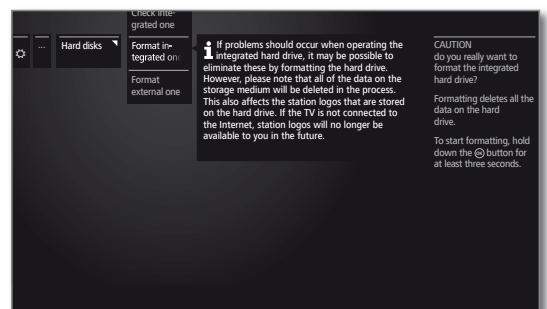 Check inte-
grated one
...
Hard disks
Format in-
tegrated one
Format
external one
If problems should occur when operating the
integrated hard drive, it may be possible to
eliminate these by formatting the hard drive.
However, please note that all of the data on the
storage medium will be deleted in the process.
This also affects the station logos that are stored
on the hard drive. If the TV is not connected to
the Internet, station logos will no longer be
available to you in the future.
CAUTION
do you really want to
format the integrated
hard drive?
Formatting deletes all the
data on the hard
drive.
To start formatting, hold
down the OK button for
at least three seconds.